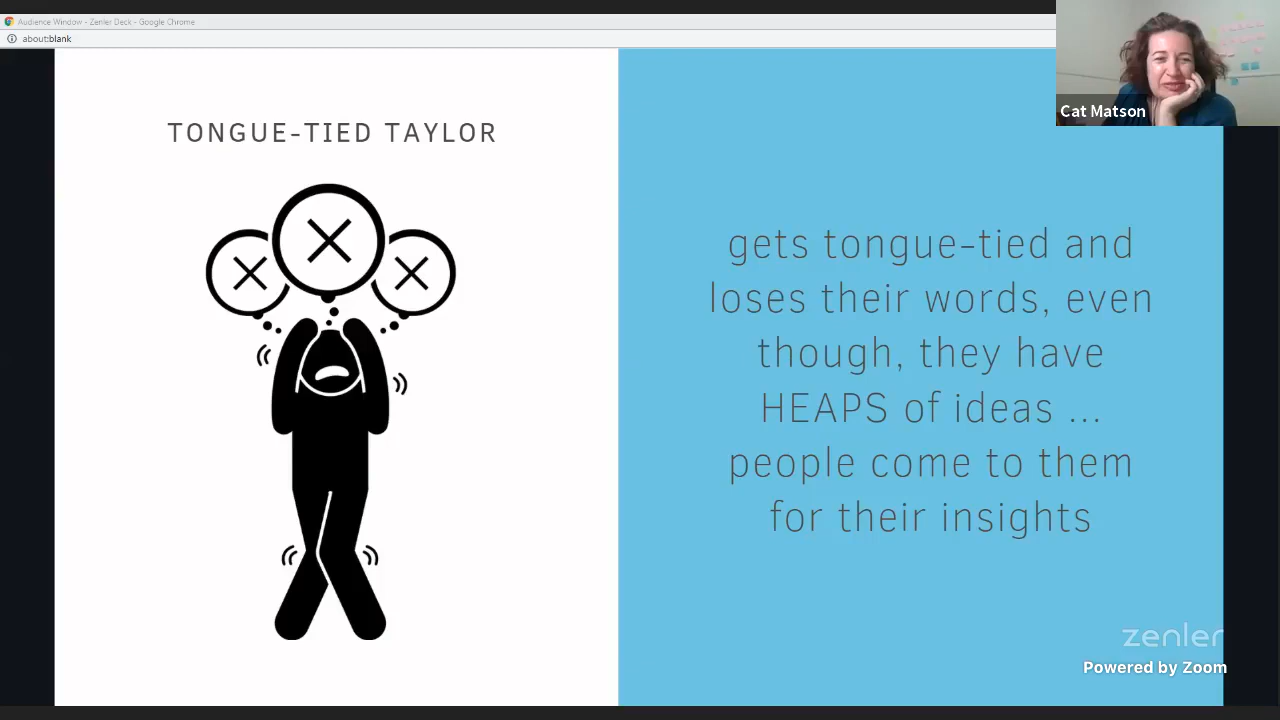 Audience Window - Zenler Deck - Google Chrome
about:blank
Cat Matson
TONGUE-TIED TAYLOR
gets tongue-tied and
loses their words, even
though, they have
HEAPS of ideas ...
people come to them
for their insights
zenler
Powered by Zoom